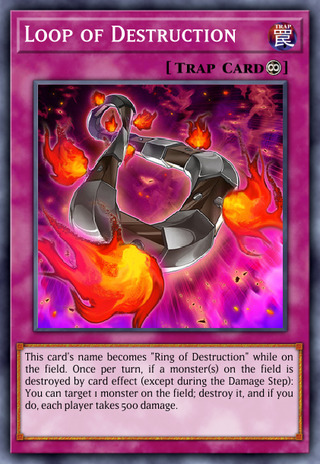 Loop of Destruction
TRAP
罠
[Trap Card]
This card's name becomes "Ring of Destruction" while on
the field. Once per turn, if a monster(s) on the field is
destroyed by card effect (except during the Damage Step):
You can target 1 monster on the field; destroy it, and if you
do, each player takes 500 damage.